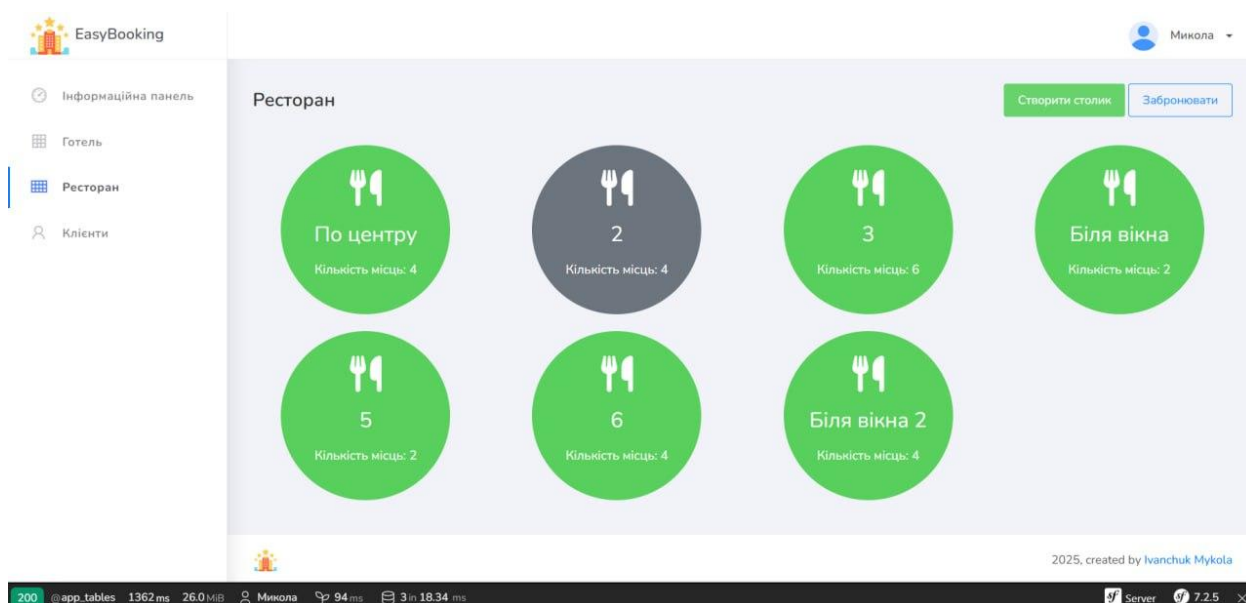 EasyBooking
Микола
Інформаційна панель
Готель
Ресторан
Клієнти
Ресторан
Створити столик
Забронювати
По центру
Кількість місць: 4
2
Кількість місць: 4
3
Кількість місць: 6
Біля вікна
Кількість місць: 2
5
Кількість місць: 2
6
Кількість місць: 4
Біля вікна 2
Кількість місць: 4
2025, created by Ivanchuk Mykola
200 @app_tables 1362 ms 26.0 MiB Микола 94 ms 3 in 18.34 ms sf Server sf 7.2.5